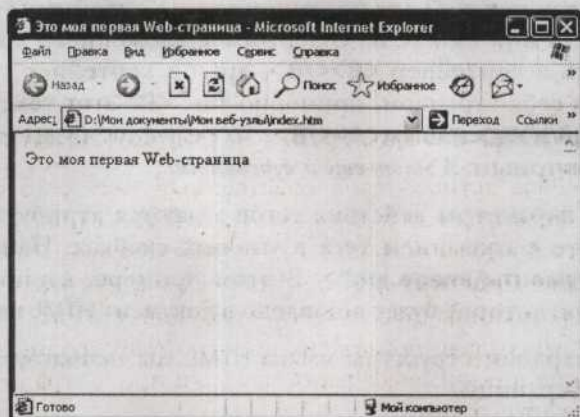 Это моя первая Web-страница - Microsoft Internet Explorer
Файл Правка Вид Избранное Сервис Справка
Назад Поиск Избранное »
Адрес: D:\Мои документы\Мои веб-узлы\index.htm Переход Ссылки »
Это моя первая Web-страница
Готово Мой компьютер